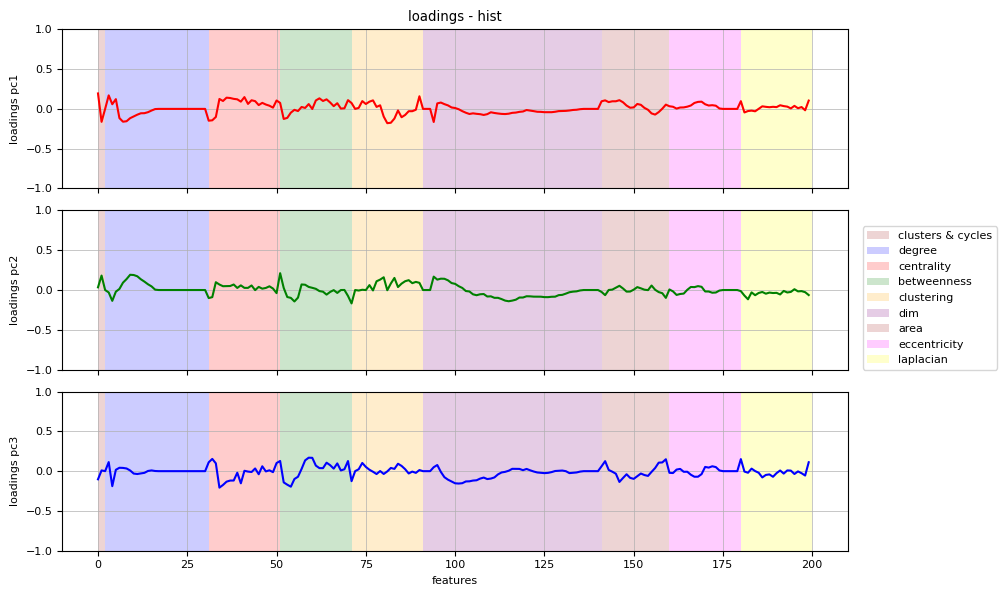 loadings - hist
1.0
0.5
0.0
−0.5
−1.0
loadings pc1
1.0
0.5
0.0
−0.5
−1.0
loadings pc2
clusters & cycles
degree
centrality
betweenness
clustering
dim
area
eccentricity
laplacian
1.0
0.5
0.0
−0.5
−1.0
loadings pc3
0 25 50 75 100 125 150 175 200
features